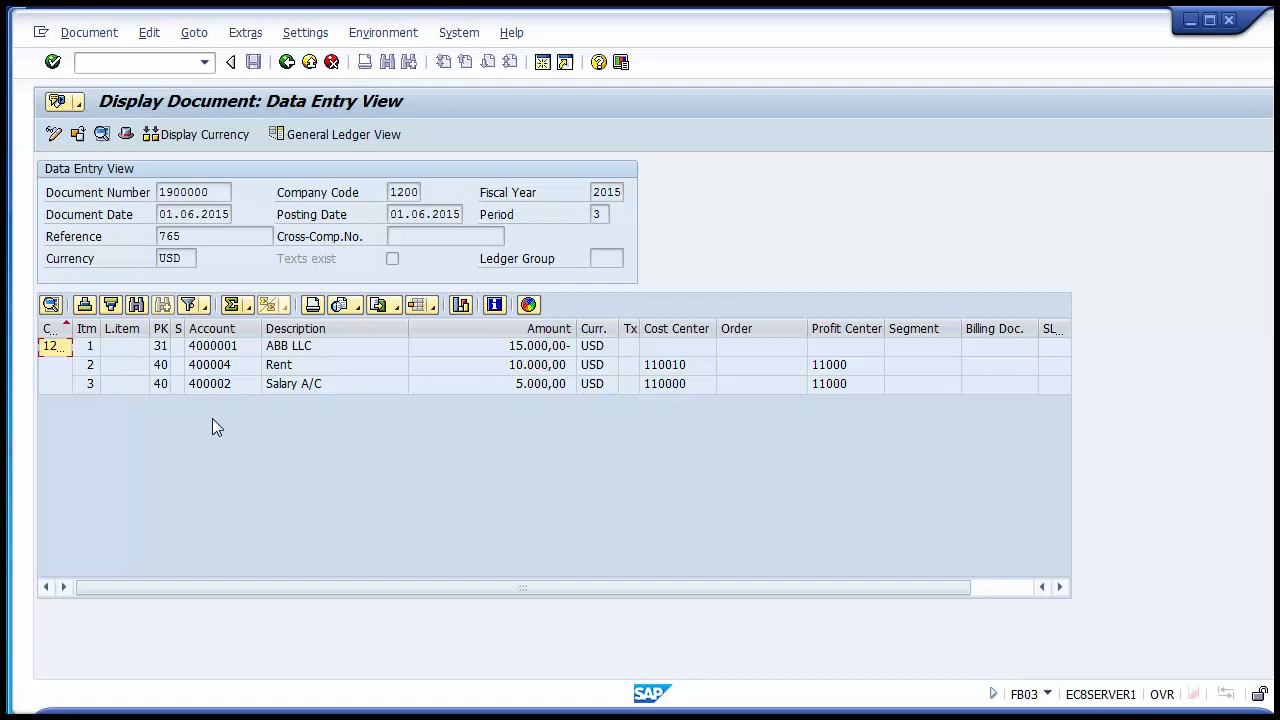 Document Edit Goto Extras Settings Environment System Help
Display Document: Data Entry View
Display Currency General Ledger View
Data Entry View
Document Number 1900000 Company Code 1200 Fiscal Year 2015
Document Date 01.06.2015 Posting Date 01.06.2015 Period 3
Reference 765 Cross-Comp.No.
Currency USD Texts exist Ledger Group
C.. Itm L.item PK S Account Description Amount Curr. Tx Cost Center Order Profit Center Segment Billing Doc. SL..
12... 1 31 4000001 ABB LLC 15.000,00- USD
2 40 400004 Rent 10.000,00 USD 110010 11000
3 40 400002 Salary A/C 5.000,00 USD 110000 11000
SAP FB03 EC8SERVER1 OVR